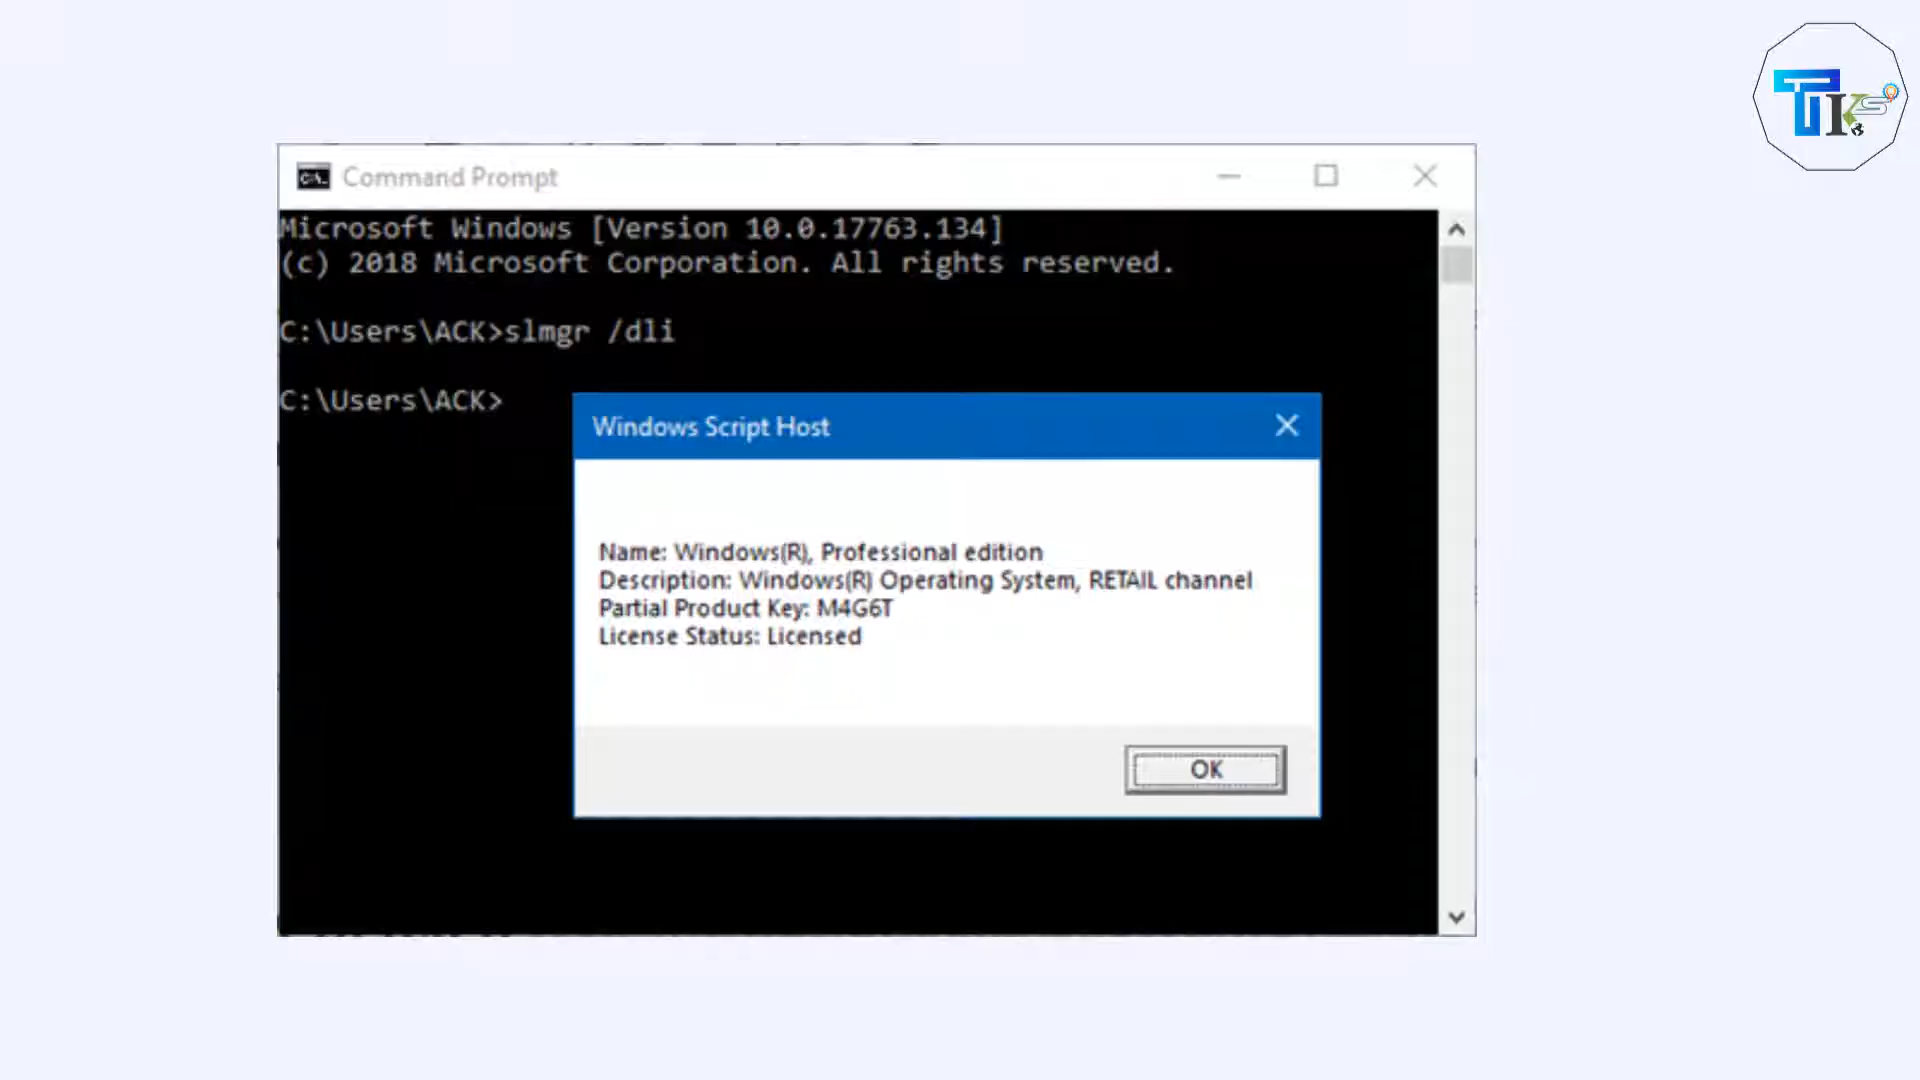 TIKS
C:\.
Command Prompt
Microsoft Windows [Version 10.0.17763.134]
(c) 2018 Microsoft Corporation. All rights reserved.
C:\Users\ACK>slmgr /dli
C:\Users\ACK>
Windows Script Host
Name: Windows(R), Professional edition
Description: Windows(R) Operating System, RETAIL channel
Partial Product Key: M4G6T
License Status: Licensed
OK